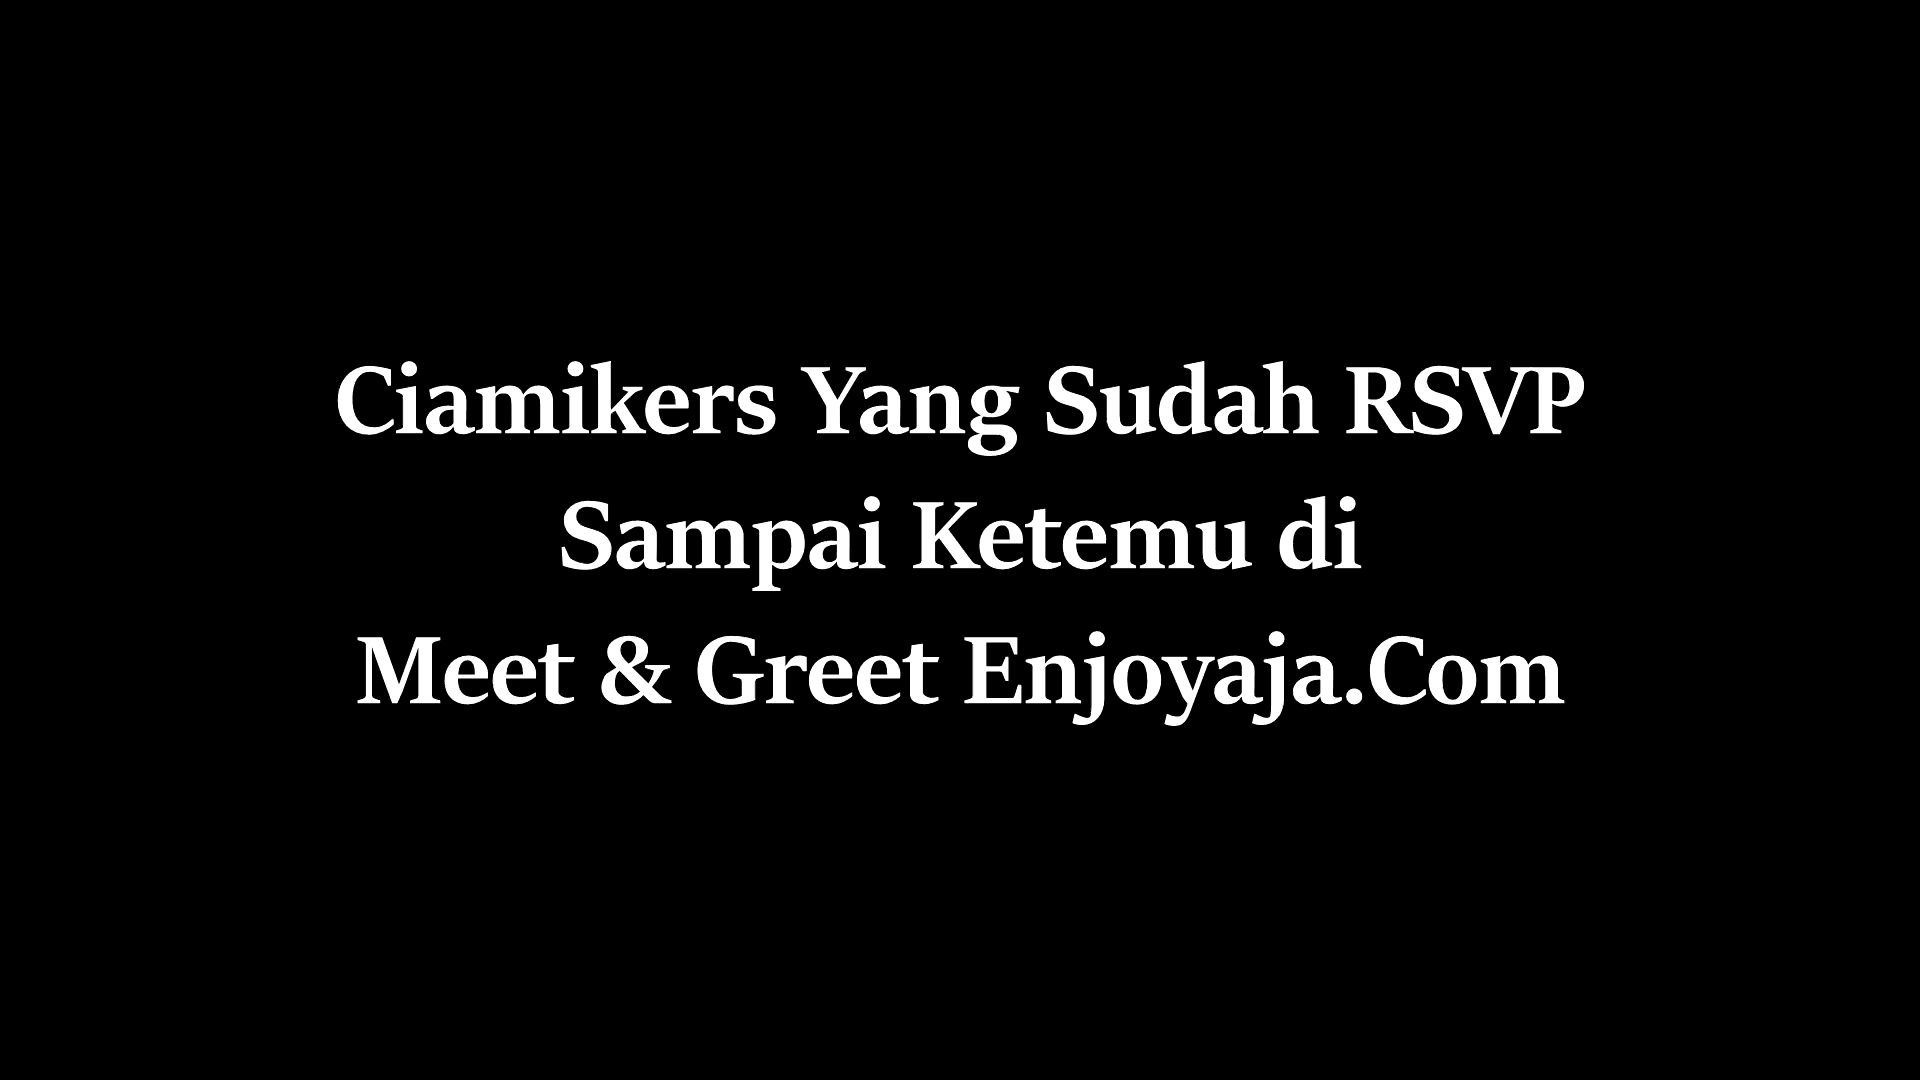 Ciamikers Yang Sudah RSVP
Sampai Ketemu di
Meet & Greet Enjoyaja.Com